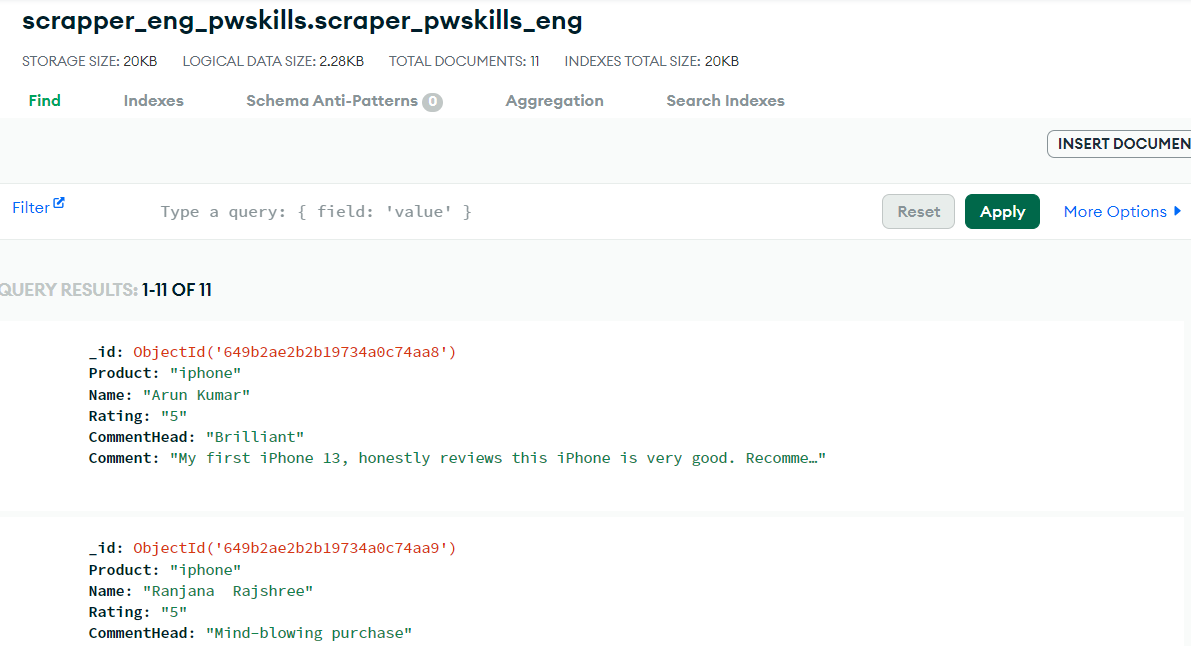 scrapper_eng_pwskills.scraper_pwskills_eng
STORAGE SIZE: 20KB LOGICAL DATA SIZE: 2.28KB TOTAL DOCUMENTS: 11 INDEXES TOTAL SIZE: 20KB
Find Indexes Schema Anti-Patterns 0 Aggregation Search Indexes
INSERT DOCUMEN
Filter Type a query: { field: 'value' } Reset Apply More Options
QUERY RESULTS: 1-11 OF 11
_id: ObjectId('649b2ae2b2b19734a0c74aa8')
Product: "iphone"
Name: "Arun Kumar"
Rating: "5"
CommentHead: "Brilliant"
Comment: "My first iPhone 13, honestly reviews this iPhone is very good. Recomme…"
_id: ObjectId('649b2ae2b2b19734a0c74aa9')
Product: "iphone"
Name: "Ranjana  Rajshree"
Rating: "5"
CommentHead: "Mind-blowing purchase"